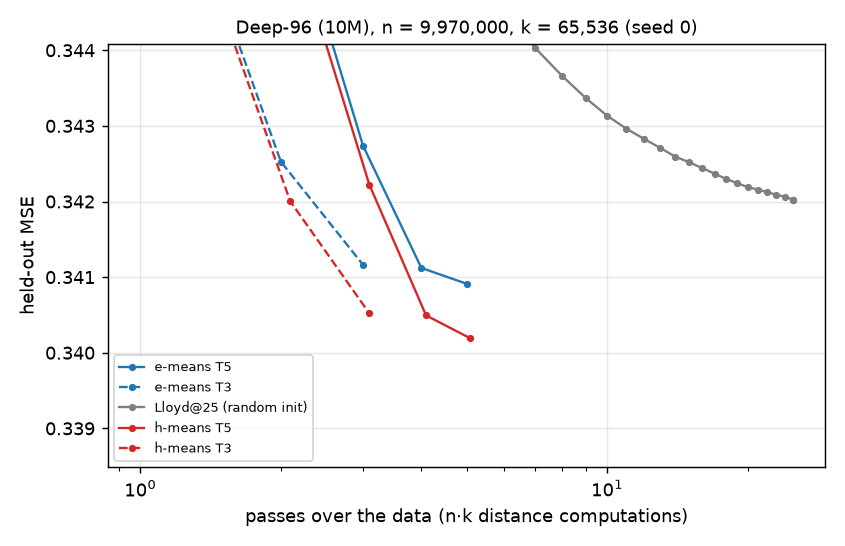 Deep-96 (10M), n = 9,970,000, k = 65,536 (seed 0)
held-out MSE
0.344
0.343
0.342
0.341
0.340
0.339
e-means T5
e-means T3
Lloyd@25 (random init)
h-means T5
h-means T3
10⁰
10¹
passes over the data (n·k distance computations)